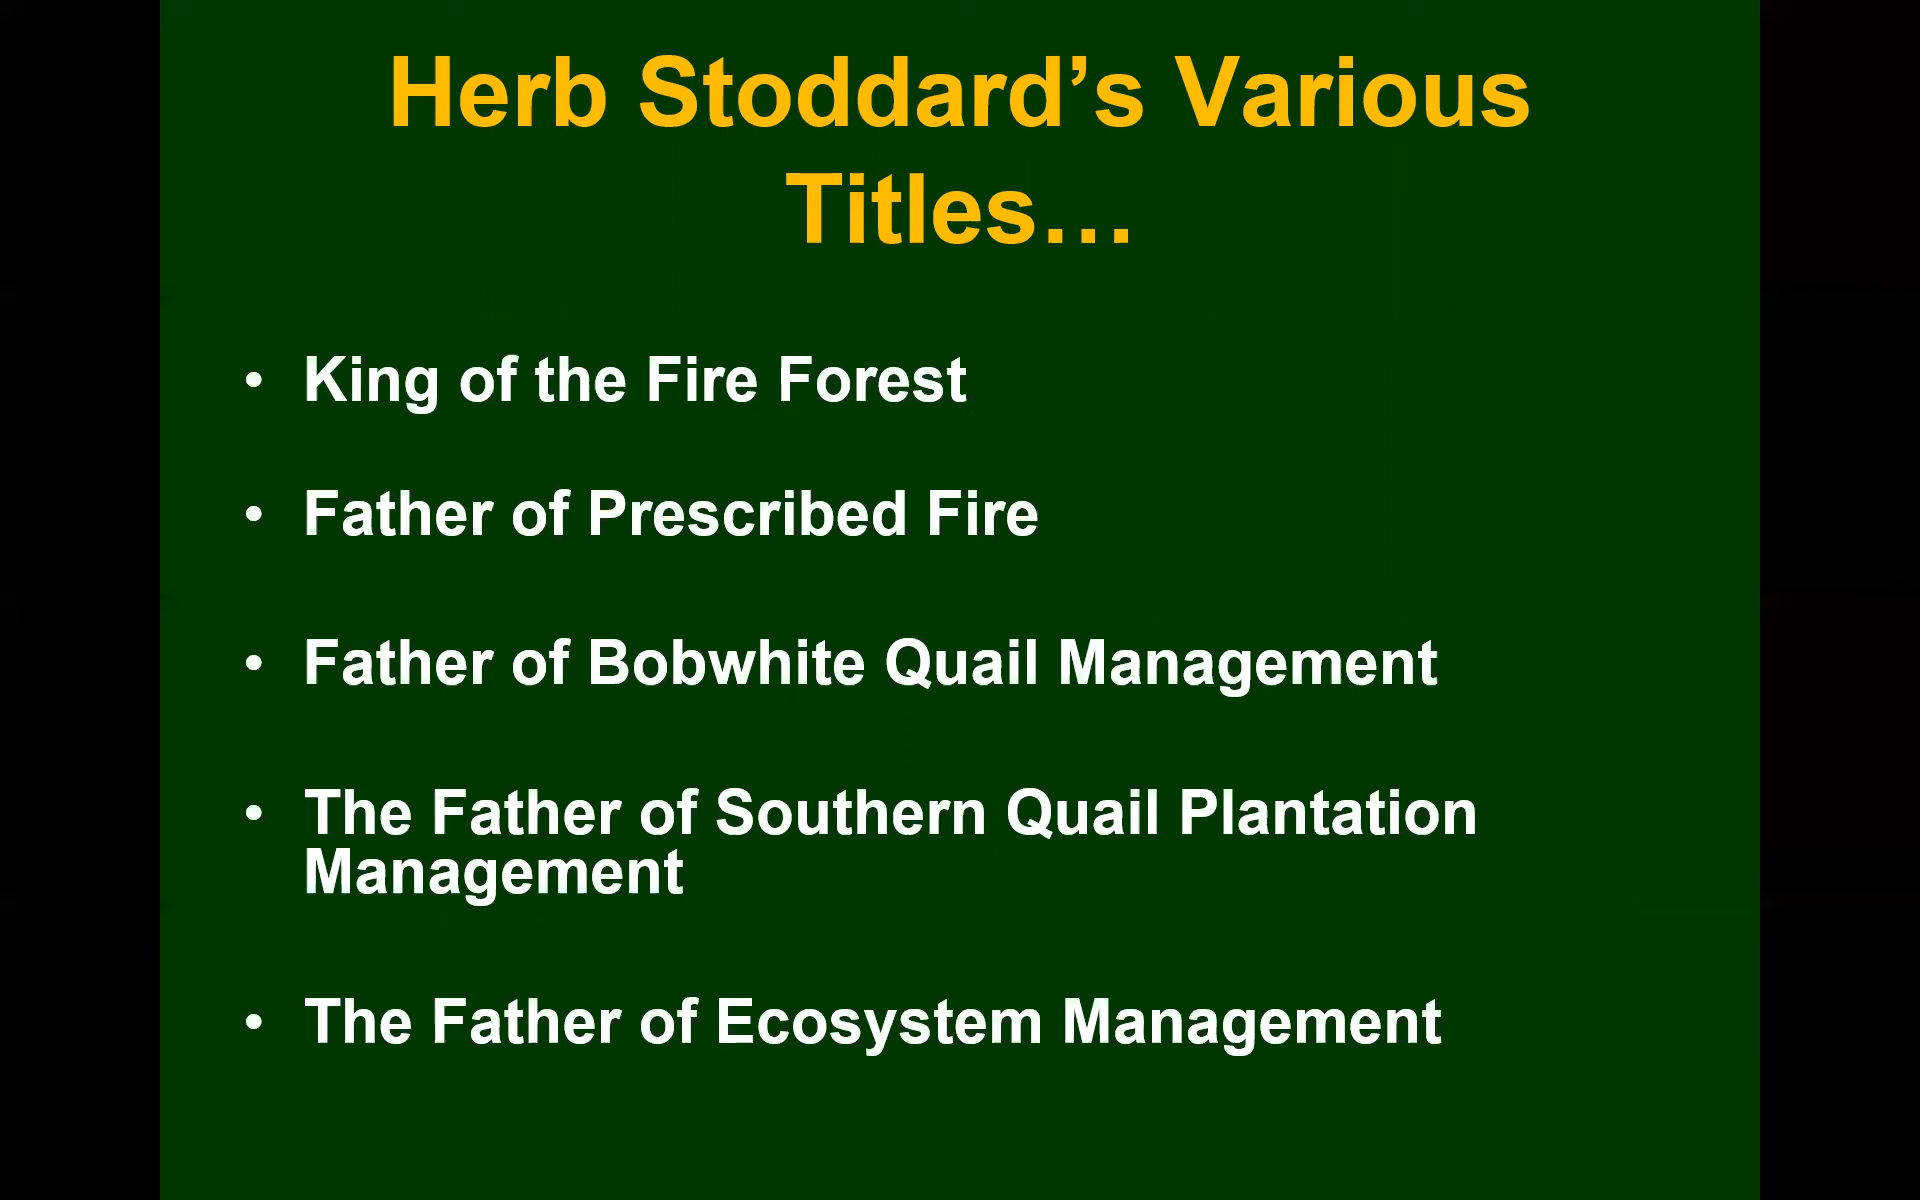 Herb Stoddard’s Various
Titles…
• King of the Fire Forest
• Father of Prescribed Fire
• Father of Bobwhite Quail Management
• The Father of Southern Quail Plantation
Management
• The Father of Ecosystem Management